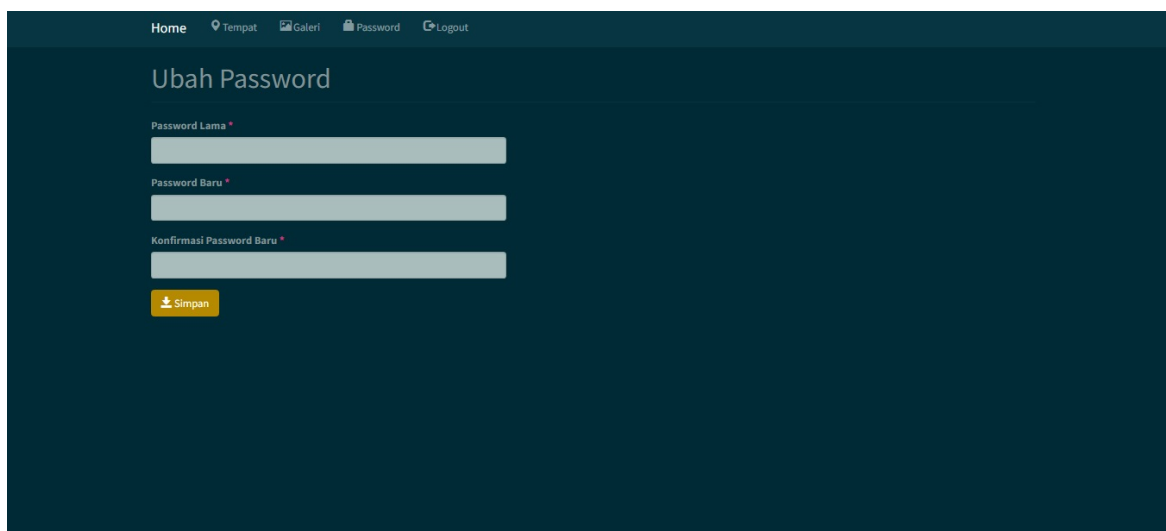 Home Tempat Galeri Password Logout
Ubah Password
Password Lama *
Password Baru *
Konfirmasi Password Baru *
Simpan